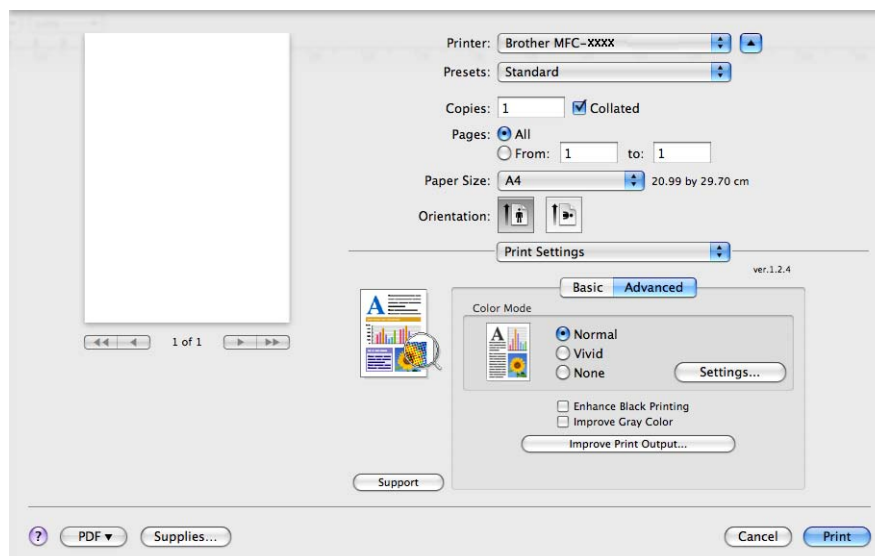 Printer: Brother MFC-XXXX
Presets: Standard
Copies: 1 Collated
Pages: All
From: 1 to: 1
Paper Size: A4 20.99 by 29.70 cm
Orientation:
Print Settings
ver.1.2.4
Basic Advanced
Color Mode
Normal
Vivid
None Settings...
Enhance Black Printing
Improve Gray Color
Improve Print Output...
1 of 1
Support
? PDF▼ Supplies... Cancel Print